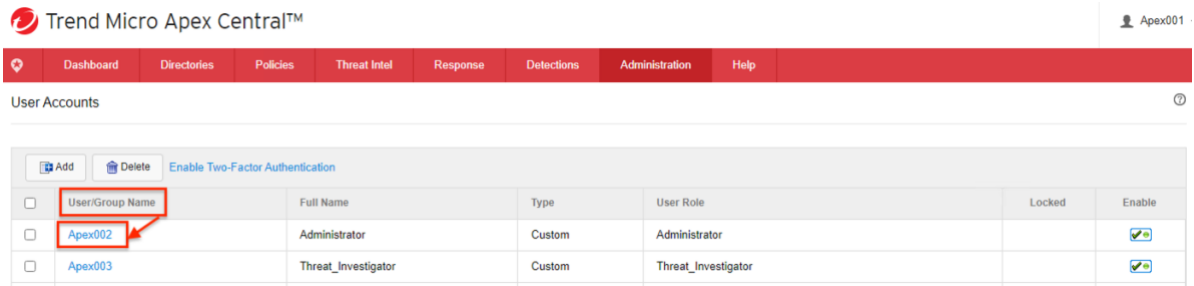 Trend Micro Apex Central™
Apex001
Dashboard Directories Policies Threat Intel Response Detections Administration Help
User Accounts
Add Delete Enable Two-Factor Authentication
User/Group Name Full Name Type User Role Locked Enable
Apex002 Administrator Custom Administrator
Apex003 Threat_Investigator Custom Threat_Investigator